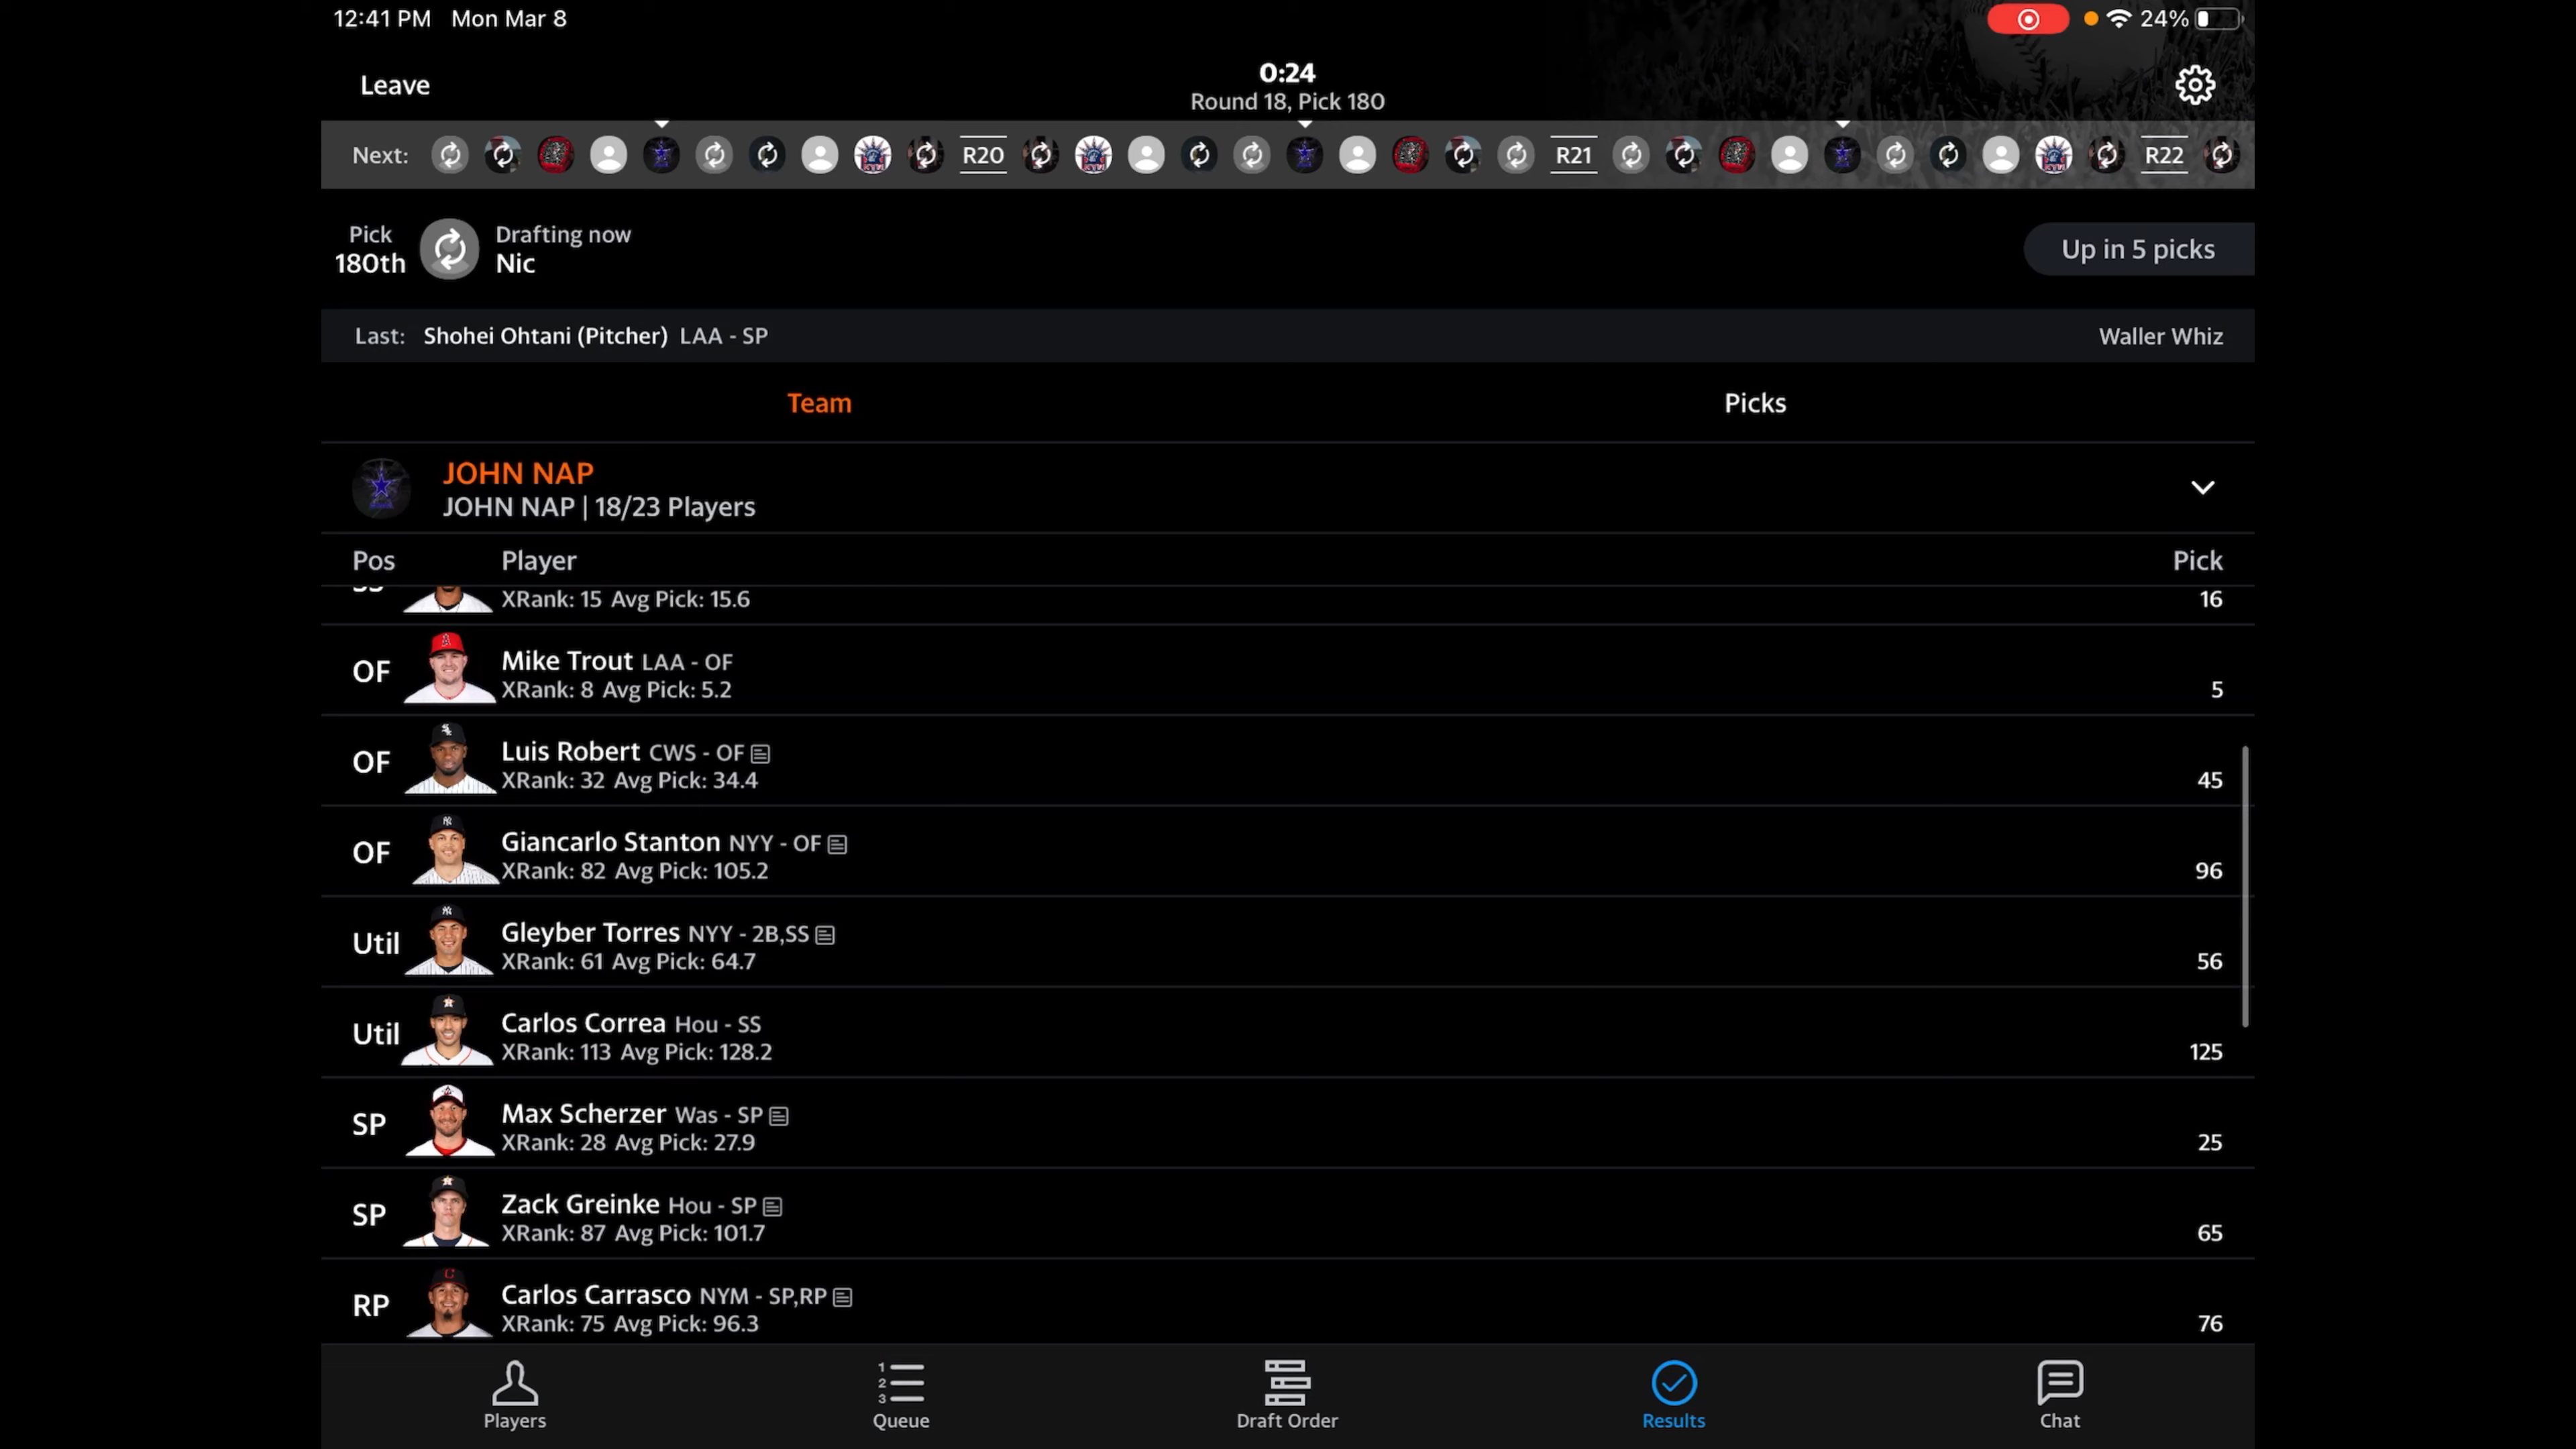 12:41 PM Mon Mar 8
24%
Leave
0:24
Round 18, Pick 180
Next:
R20
R21
R22
Pick
180th
Drafting now
Nic
Up in 5 picks
Last: Shohei Ohtani (Pitcher) LAA - SP
Waller Whiz
Team
Picks
JOHN NAP
JOHN NAP | 18/23 Players
Pos Player Pick
XRank: 15 Avg Pick: 15.6
16
OF
Mike Trout LAA - OF
XRank: 8 Avg Pick: 5.2
5
OF
Luis Robert CWS - OF
XRank: 32 Avg Pick: 34.4
45
OF
Giancarlo Stanton NYY - OF
XRank: 82 Avg Pick: 105.2
96
Util
Gleyber Torres NYY - 2B,SS
XRank: 61 Avg Pick: 64.7
56
Util
Carlos Correa Hou - SS
XRank: 113 Avg Pick: 128.2
125
SP
Max Scherzer Was - SP
XRank: 28 Avg Pick: 27.9
25
SP
Zack Greinke Hou - SP
XRank: 87 Avg Pick: 101.7
65
RP
Carlos Carrasco NYM - SP,RP
XRank: 75 Avg Pick: 96.3
76
Players
Queue
Draft Order
Results
Chat